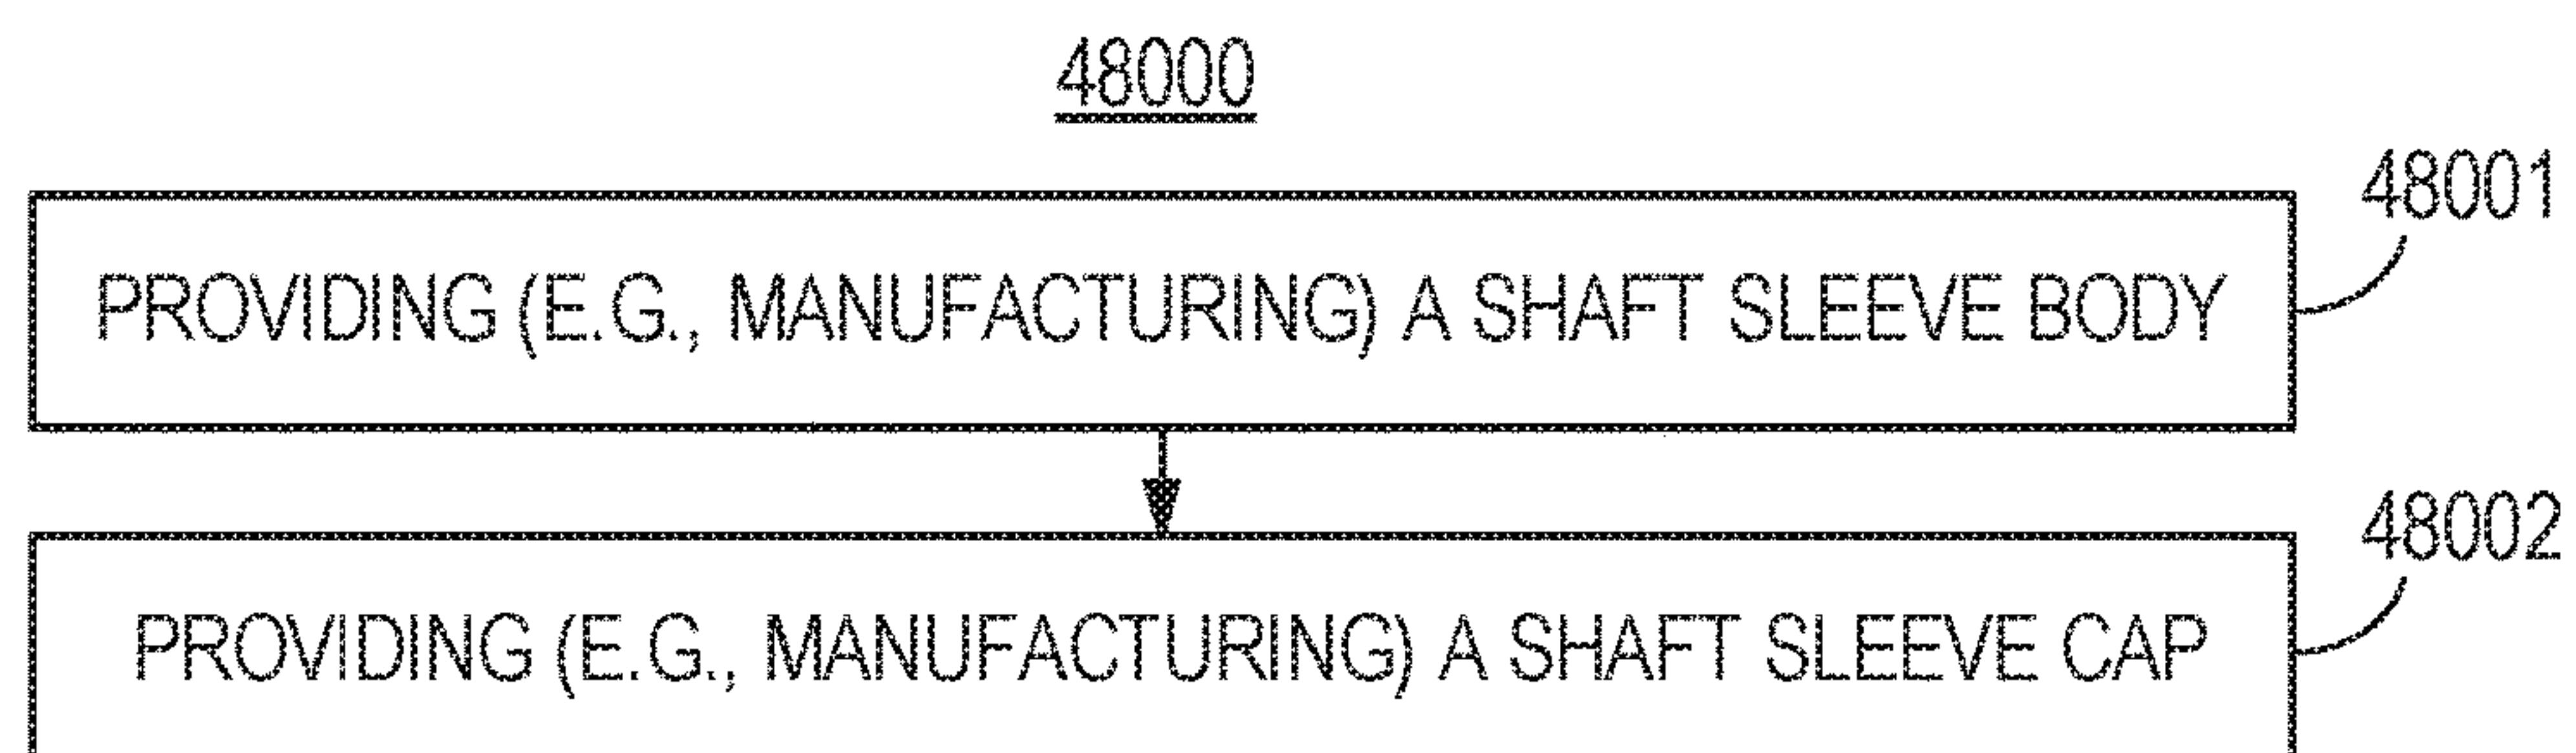 48000
48001
PROVIDING (E.G., MANUFACTURING) A SHAFT SLEEVE BODY
48002
PROVIDING (E.G., MANUFACTURING) A SHAFT SLEEVE CAP